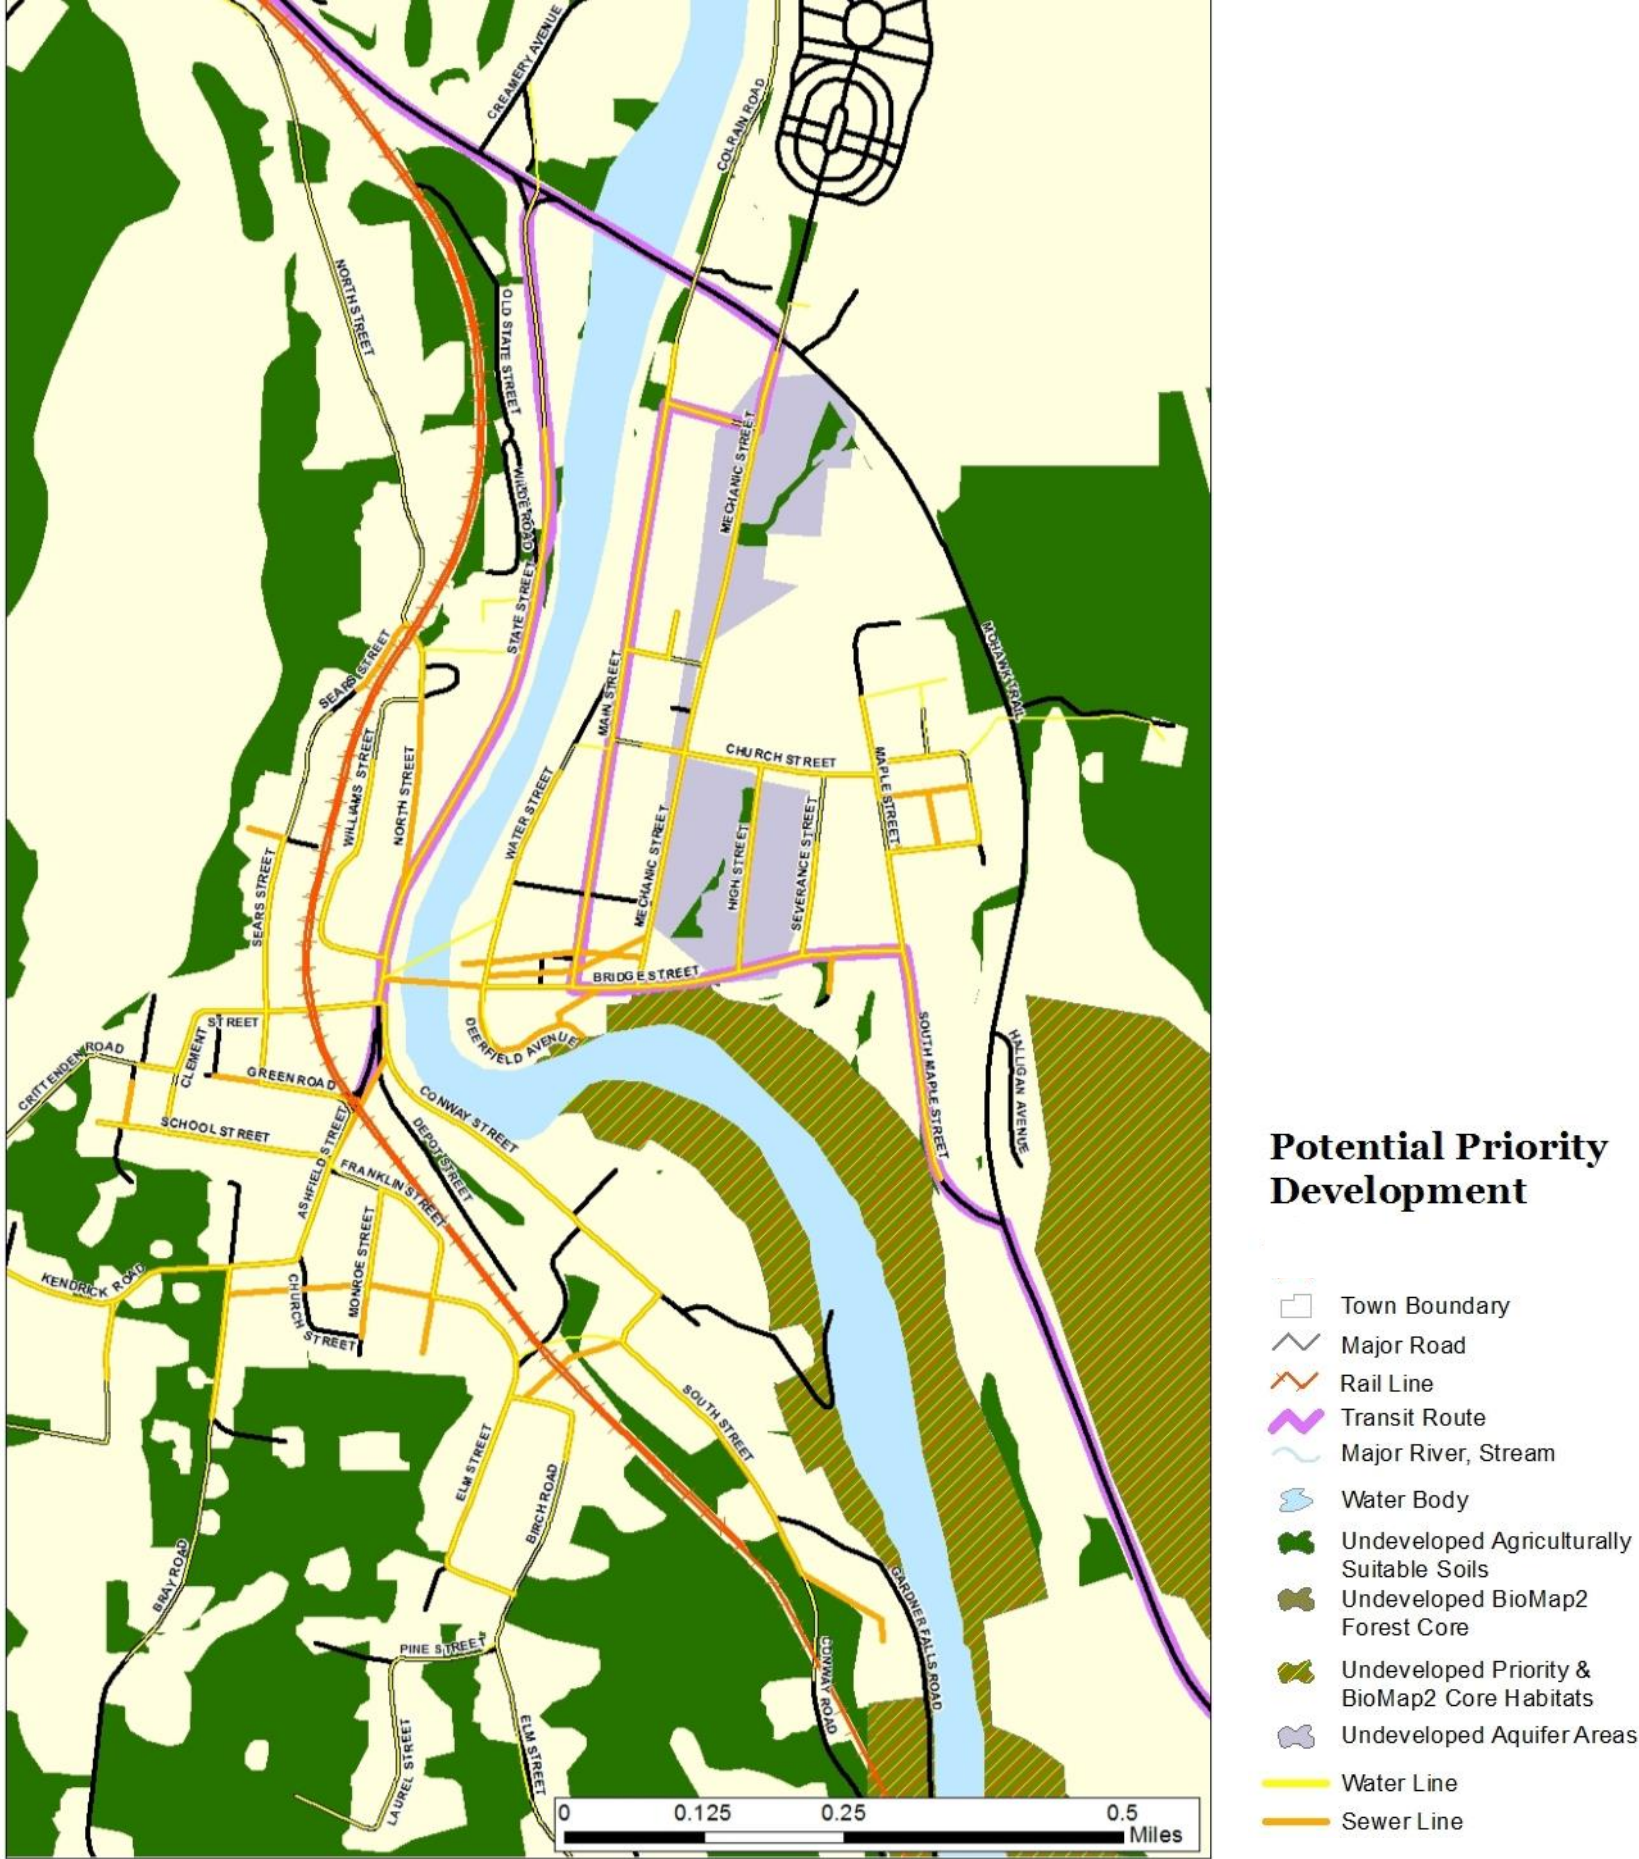 CREAMERY AVENUE
COLRAIN ROAD
NORTH STREET
OLD STATE STREET
MECHANIC STREET
WILDE ROAD
STATE STREET
SEARS STREET
MAIN STREET
MOHAWK TRAIL
WILLIAMS STREET
NORTH STREET
CHURCH STREET
WATER STREET
MAPLE STREET
SEARS STREET
MECHANIC STREET
HIGH STREET
SEVERANCE STREET
BRIDGE STREET
STREET
DEERFIELD AVENUE
CRITTENDEN ROAD
CLEMENT
GREEN ROAD
SOUTH MAPLE STREET
HALLIGAN AVENUE
CONWAY STREET
SCHOOL STREET
ASHFIELD STREET
DEPOT STREET
FRANKLIN STREET
KENDRICK ROAD
MONROE STREET
CHURCH STREET
SOUTH STREET
ELM STREET
BIRCH ROAD
BRAY ROAD
GARDNER FALLS ROAD
PINE STREET
CONWAY ROAD
LAUREL STREET
ELM STREET
0 0.125 0.25 0.5
Miles
Potential Priority
Development
Town Boundary
Major Road
Rail Line
Transit Route
Major River, Stream
Water Body
Undeveloped Agriculturally
Suitable Soils
Undeveloped BioMap2
Forest Core
Undeveloped Priority &
BioMap2 Core Habitats
Undeveloped Aquifer Areas
Water Line
Sewer Line